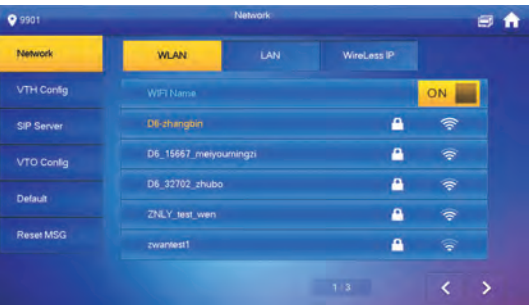 9901
Network
Network
WLAN
LAN
WireLess IP
VTH Config
WIFI Name
ON
SIP Server
D6-zhangbin
D6_15667_meiyoumingzi
VTO Config
D6_32702_zhubo
Default
ZNLY_test_wen
Reset MSG
zwantest1
1/3